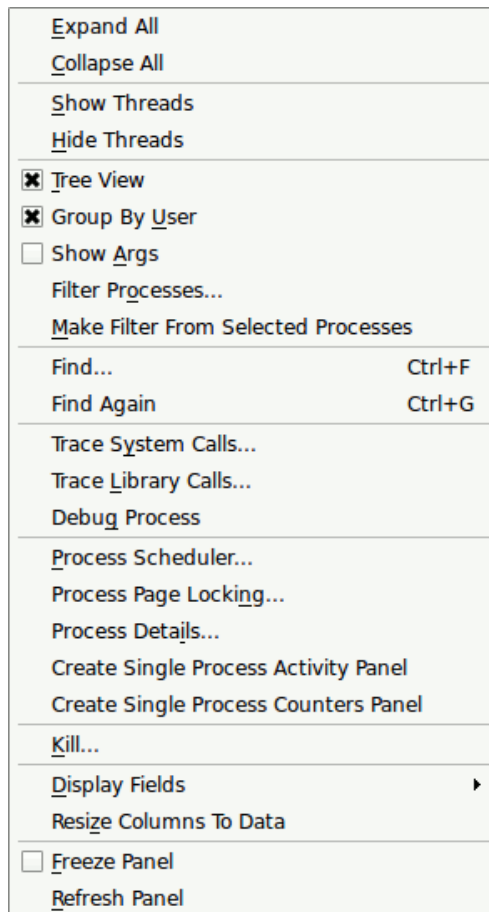 Expand All
Collapse All
Show Threads
Hide Threads
Tree View
Group By User
Show Args
Filter Processes...
Make Filter From Selected Processes
Find... Ctrl+F
Find Again Ctrl+G
Trace System Calls...
Trace Library Calls...
Debug Process
Process Scheduler...
Process Page Locking...
Process Details...
Create Single Process Activity Panel
Create Single Process Counters Panel
Kill...
Display Fields
Resize Columns To Data
Freeze Panel
Refresh Panel